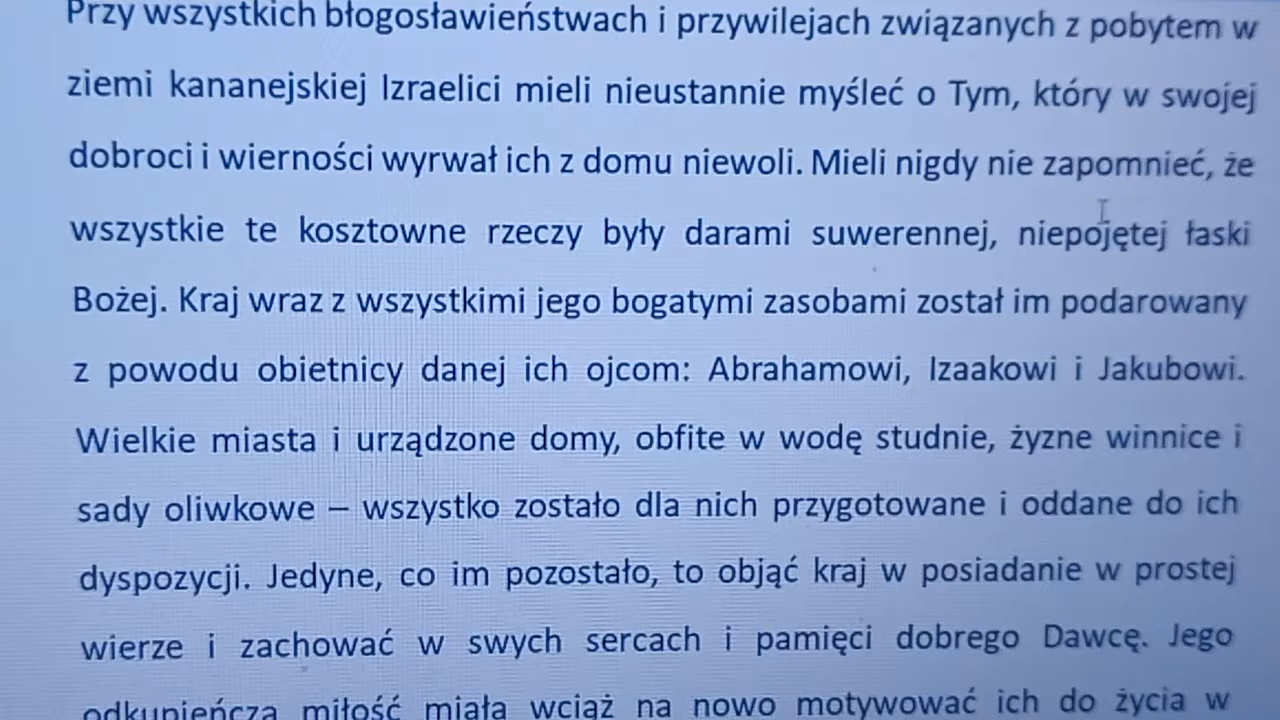 Przy wszystkich błogosławieństwach i przywilejach związanych z pobytem w
ziemi kananejskiej Izraelici mieli nieustannie myśleć o Tym, który w swojej
dobroci i wierności wyrwał ich z domu niewoli. Mieli nigdy nie zapomnieć, że
wszystkie te kosztowne rzeczy były darami suwerennej, niepojętej łaski
Bożej. Kraj wraz z wszystkimi jego bogatymi zasobami został im podarowany
z powodu obietnicy danej ich ojcom: Abrahamowi, Izaakowi i Jakubowi.
Wielkie miasta i urządzone domy, obfite w wodę studnie, żyzne winnice i
sady oliwkowe – wszystko zostało dla nich przygotowane i oddane do ich
dyspozycji. Jedyne, co im pozostało, to objąć kraj w posiadanie w prostej
wierze i zachować w swych sercach i pamięci dobrego Dawcę. Jego
odkupieńcza miłość miała wciąż na nowo motywować ich do życia w